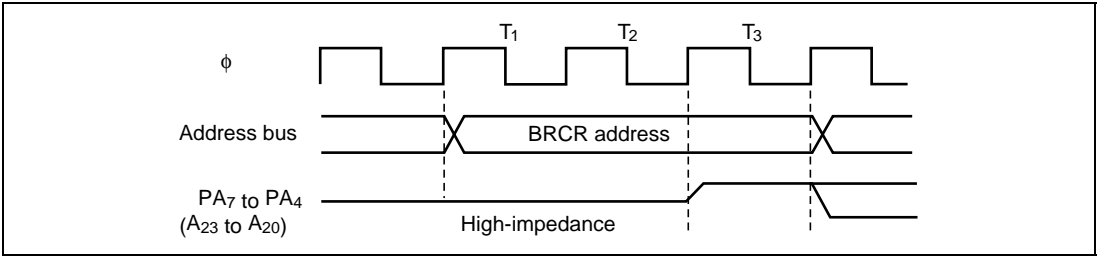 T1 T2 T3
φ
Address bus BRCR address
PA7 to PA4
(A23 to A20) High-impedance